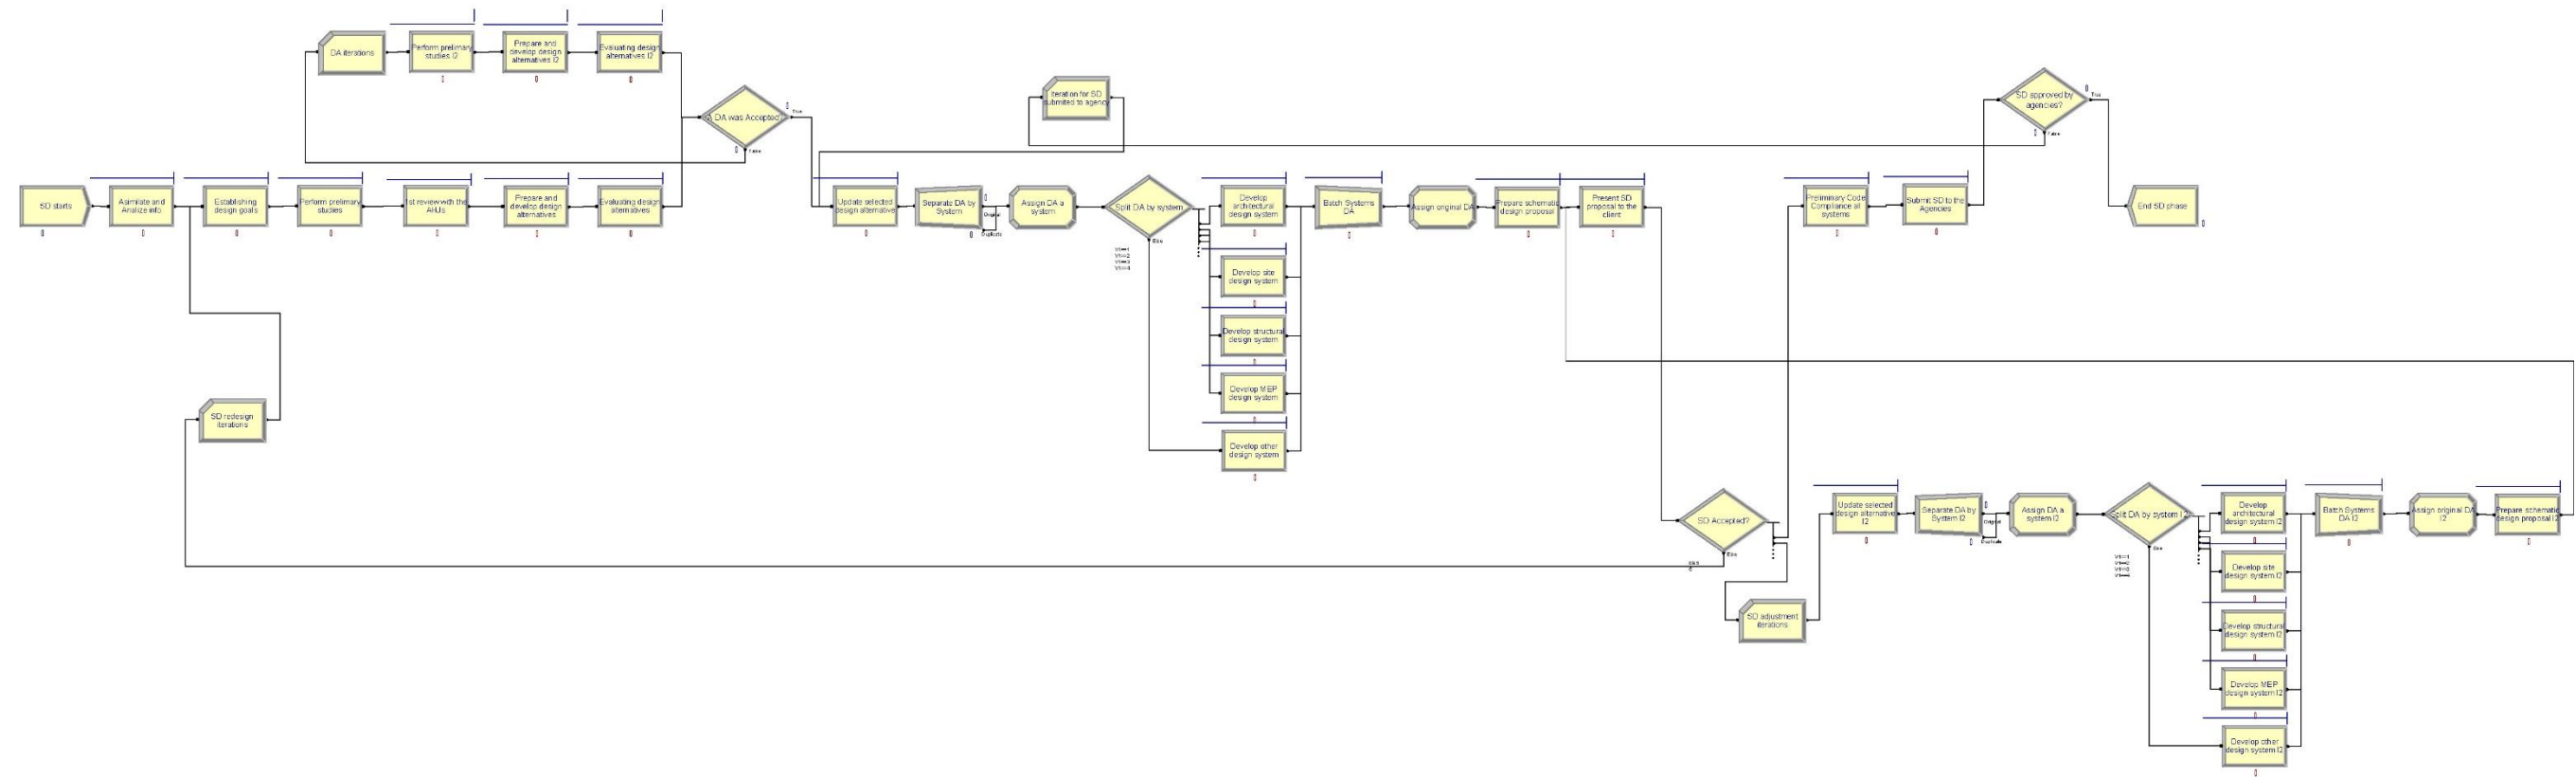 DA iterations
Perform prelimary
studies I2
Prepare and
develop design
alternatives I2
Evaluating design
alternatives I2
DA was Accepted
True
False
Iteration for SD
submited to agency
SD approved by
agencies?
True
False
SD starts
Asimilate and
Analize info
Establishing
design goals
Perform prelimary
studies
1st review with the
AHJs
Prepare and
develop design
alternatives
Evaluating design
alternatives
Update selected
design alternative
Separate DA by
System
Original
Duplicate
Assign DA a
system
Split DA by system
Else
Develop
architectural
design system
Develop site
design system
Develop structural
design system
Develop MEP
design system
Develop other
design system
Batch Systems
DA
Assign original DA
Prepare schematic
design proposal
Present SD
proposal to the
client
Preliminary Code
Compliance all
systems
Submit SD to the
Agencies
End SD phase
SD redesign
iterations
SD Accepted?
Else
SD adjustment
iterations
Update selected
design alternative
I2
Separate DA by
System I2
Original
Duplicate
Assign DA a
system I2
Split DA by system I2
Else
Develop
architectural
design system I2
Develop site
design system I2
Develop structural
design system I2
Develop MEP
design system I2
Develop other
design system I2
Batch Systems
DA I2
Assign original DA
I2
Prepare schematic
design proposal I2